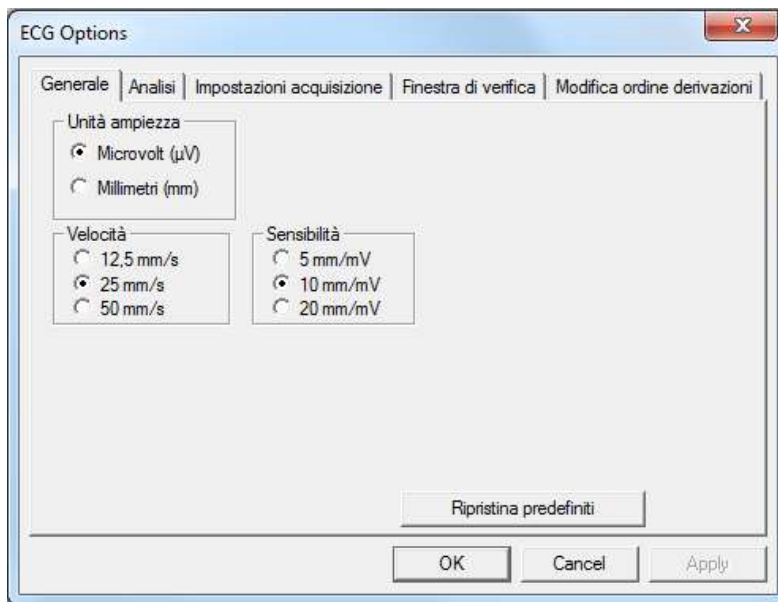 ECG Options
Generale Analisi Impostazioni acquisizione Finestra di verifica Modifica ordine derivazioni
Unità ampiezza
Microvolt (µV)
Millimetri (mm)
Velocità
12,5 mm/s
25 mm/s
50 mm/s
Sensibilità
5 mm/mV
10 mm/mV
20 mm/mV
Ripristina predefiniti
OK Cancel Apply